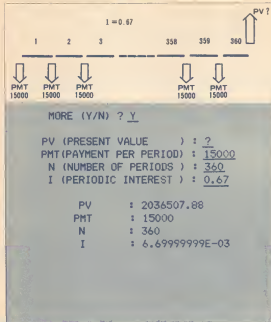 PV ?
1 = 0.67
1 2 3 358 359 360
PMT PMT PMT PMT PMT
15000 15000 15000 15000 15000
MORE (Y/N) ? Y
PV (PRESENT VALUE ) : ?
PMT(PAYMENT PER PERIOD) : 15000
N (NUMBER OF PERIODS ) : 360
I (PERIODIC INTEREST ) : 0.67
PV : 2036507.88
PMT : 15000
N : 360
I : 6.69999999E-03